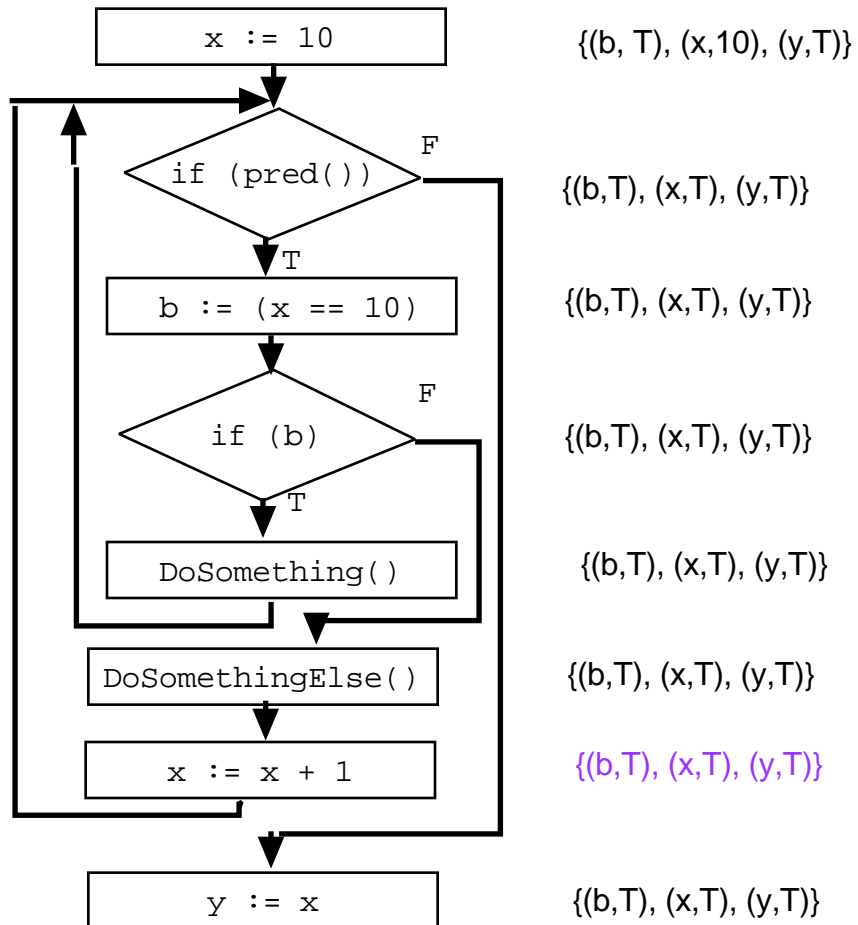 x := 10 {(b, T), (x,10), (y,T)}
F
if (pred()) {(b,T), (x,T), (y,T)}
T
b := (x == 10) {(b,T), (x,T), (y,T)}
F
if (b) {(b,T), (x,T), (y,T)}
T
DoSomething() {(b,T), (x,T), (y,T)}
DoSomethingElse() {(b,T), (x,T), (y,T)}
x := x + 1 {(b,T), (x,T), (y,T)}
y := x {(b,T), (x,T), (y,T)}